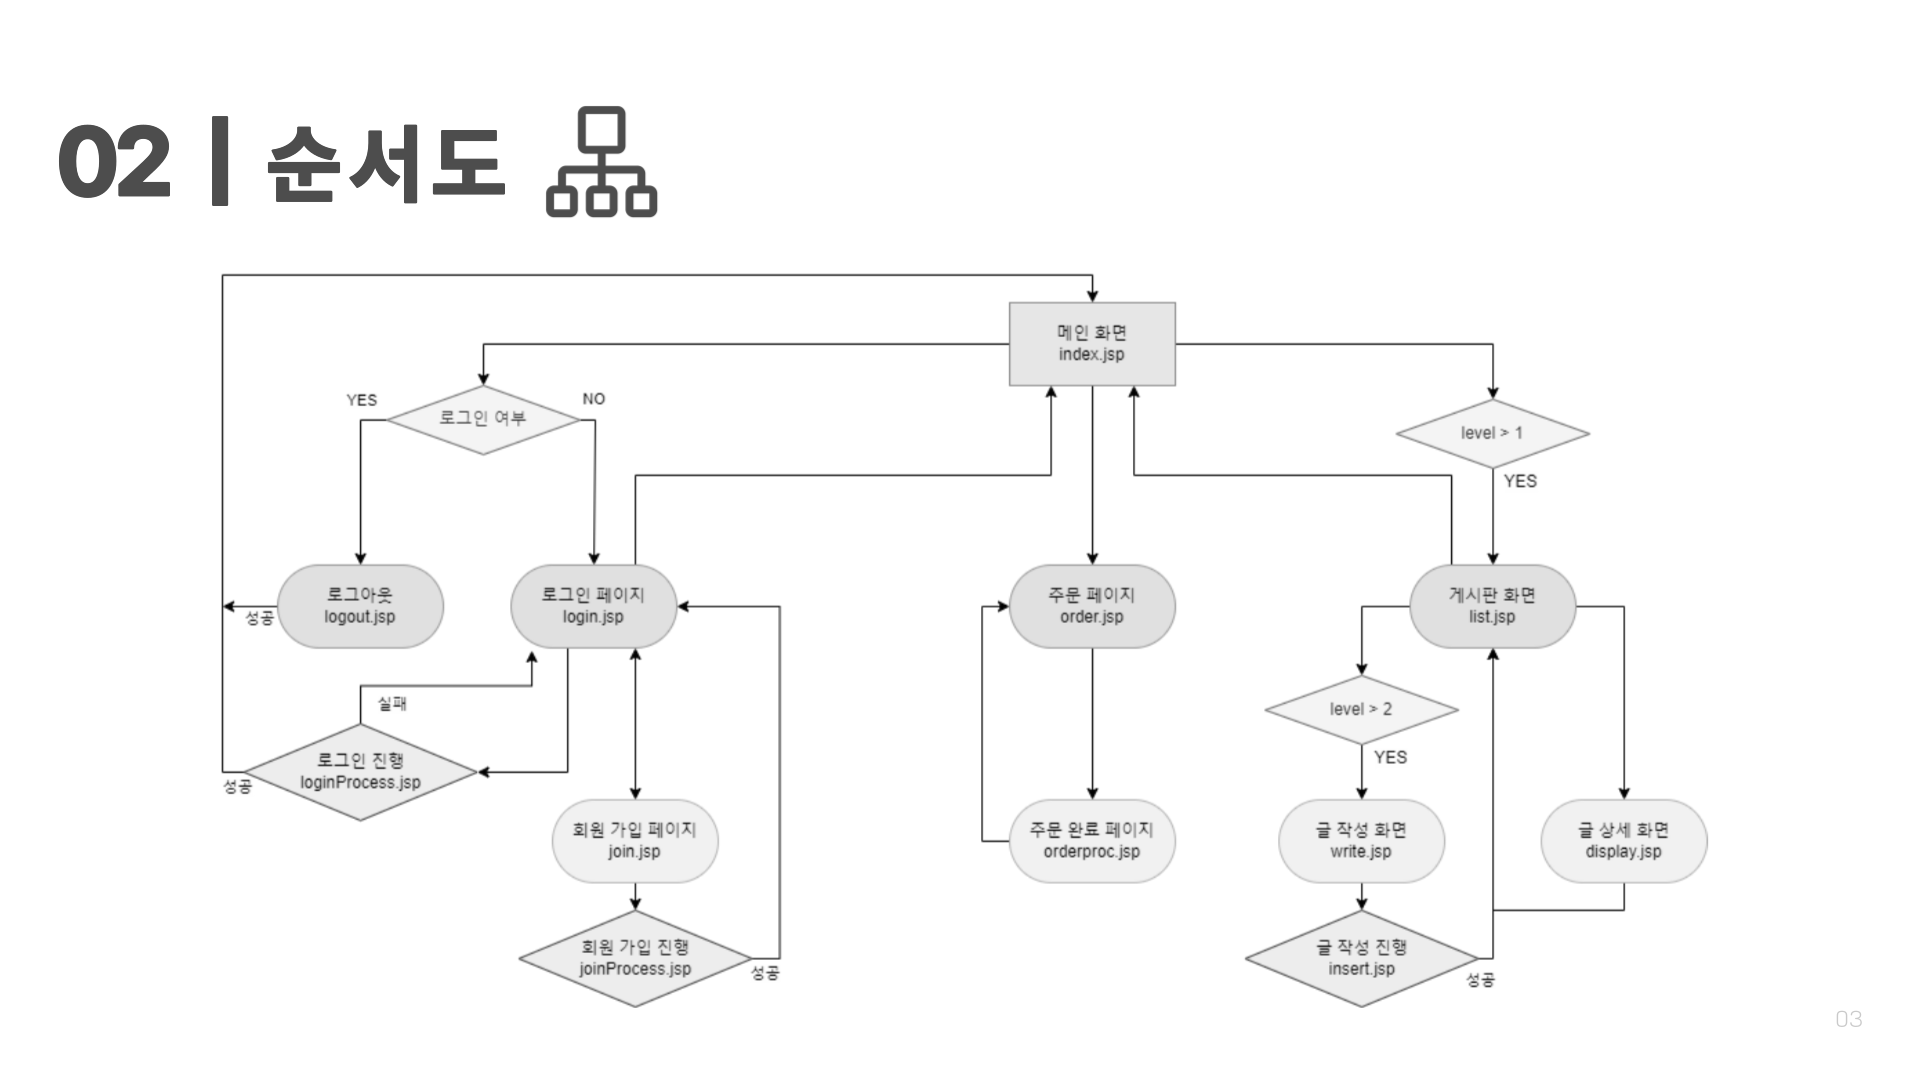 02 | 순서도
메인 화면
index.jsp
YES
NO
로그인 여부
level > 1
YES
로그아웃
logout.jsp
성공
로그인 페이지
login.jsp
주문 페이지
order.jsp
게시판 화면
list.jsp
실패
level > 2
YES
로그인 진행
loginProcess.jsp
성공
회원 가입 페이지
join.jsp
주문 완료 페이지
orderproc.jsp
글 작성 화면
write.jsp
글 상세 화면
display.jsp
회원 가입 진행
joinProcess.jsp
성공
글 작성 진행
insert.jsp
성공
03